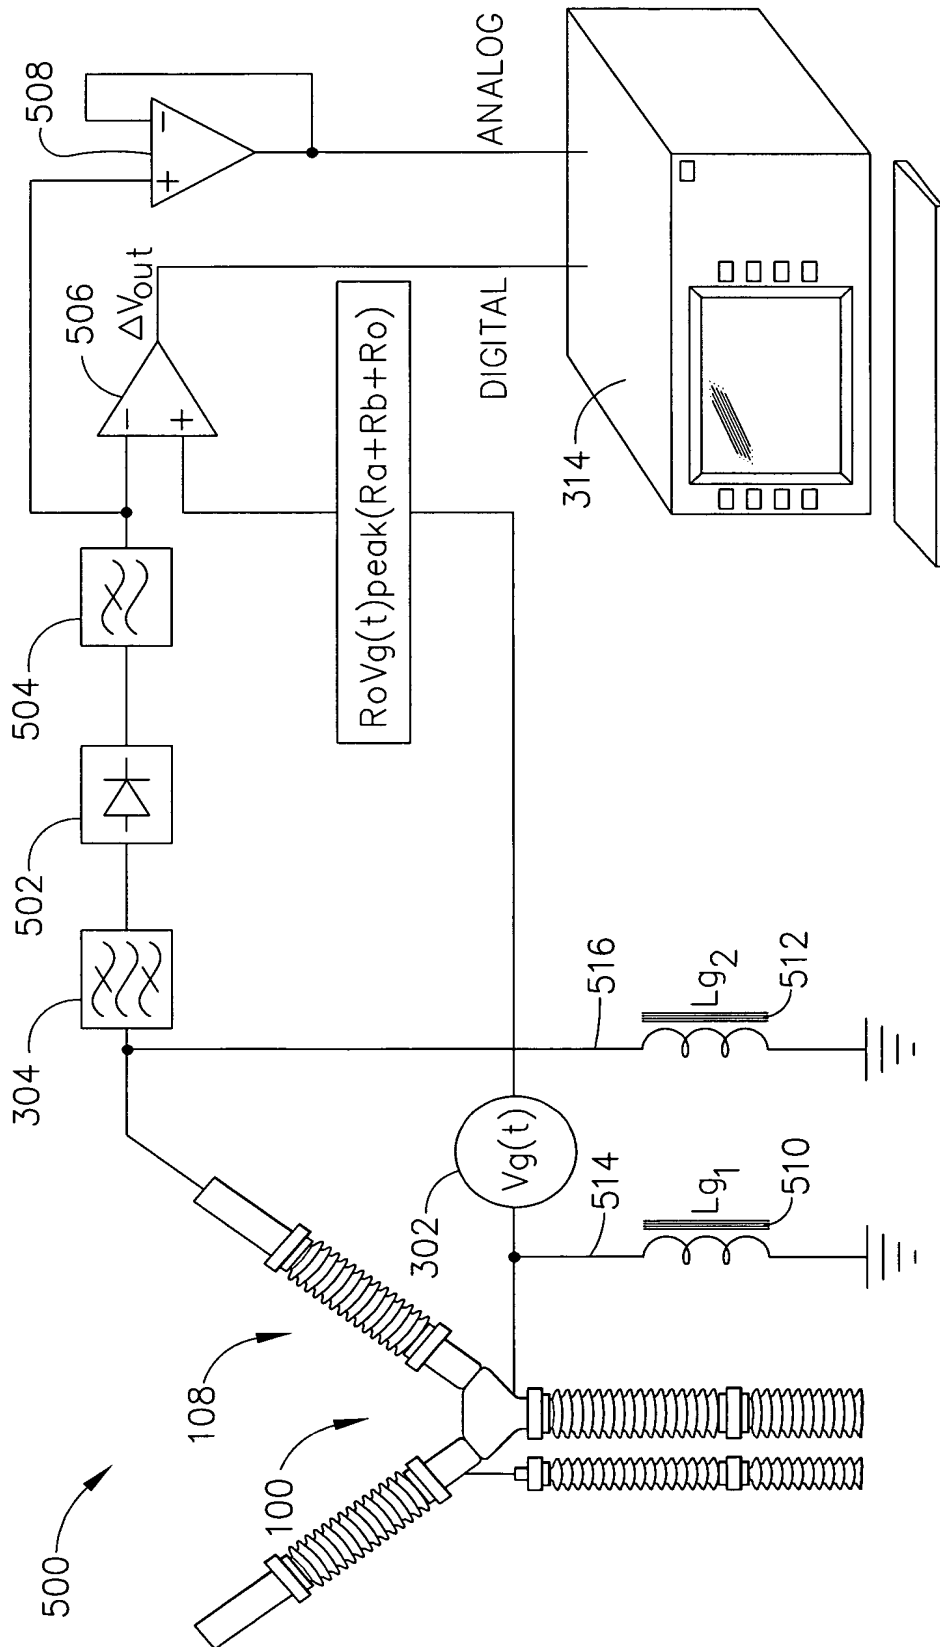 500
100
108
304
502
504
506
508
ΔVout
RoVg(t)peak(Ra+Rb+Ro)
302
Vg(t)
514
Lg1
510
516
Lg2
512
DIGITAL
ANALOG
314